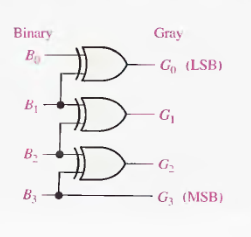 Binary Gray
B0 G0 (LSB)
B1 G1
B2 G2
B3 G3 (MSB)